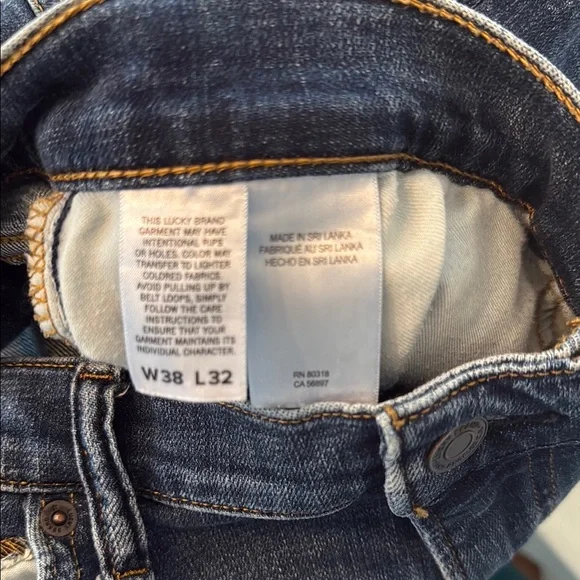 THIS LUCKY BRAND
GARMENT MAY HAVE
INTENTIONAL RIPS
OR HOLES. COLOR MAY
TRANSFER TO LIGHTER
COLORED FABRICS.
AVOID PULLING UP BY
BELT LOOPS, SIMPLY
FOLLOW THE CARE
INSTRUCTIONS TO
ENSURE THAT YOUR
GARMENT MAINTAINS ITS
INDIVIDUAL CHARACTER.
W38 L32
MADE IN SRI LANKA
FABRIQUÉ AU SRI LANKA
HECHO EN SRI LANKA
RN 80318
CA 56897